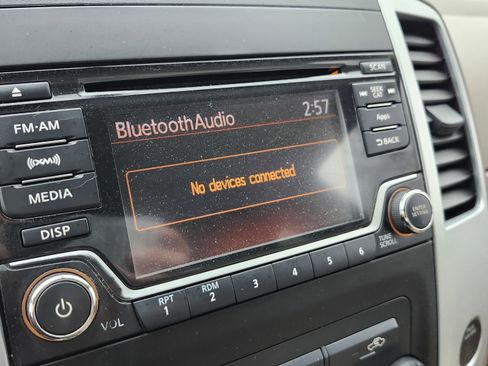 SCAN
FM·AM
((XM))
MEDIA
DISP
VOL
BluetoothAudio 2:57
No devices connected
SEEK
CAT
Apps
BACK
ENTER
SETTING
TUNE
SCROLL
RPT
1
RDM
2
3
4
5
6